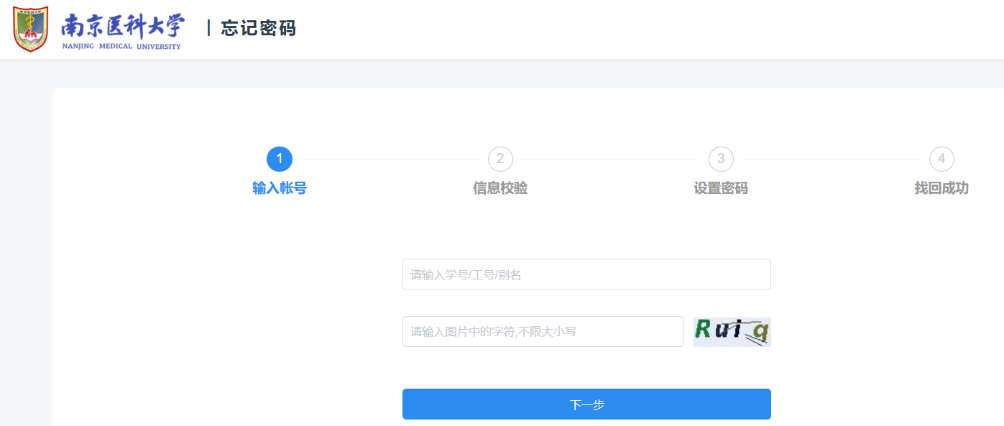 南京医科大学
NANJING MEDICAL UNIVERSITY
| 忘记密码
1 2 3 4
输入帐号 信息校验 设置密码 找回成功
请输入学号/工号/别名
请输入图片中的字符,不限大小写
Ruiq
下一步